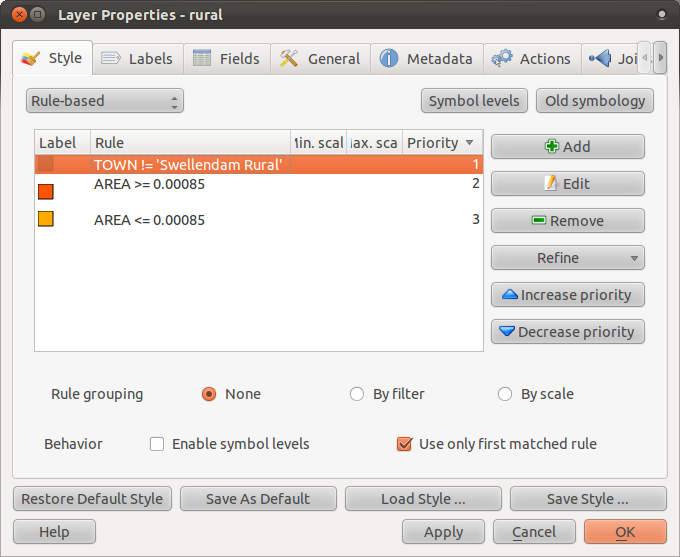 Layer Properties - rural
Style Labels Fields General Metadata Actions Joi
Rule-based Symbol levels Old symbology
Label Rule Min. scal Max. sca Priority
TOWN != 'Swellendam Rural' 1
AREA >= 0.00085 2
AREA <= 0.00085 3
Add
Edit
Remove
Refine
Increase priority
Decrease priority
Rule grouping None By filter By scale
Behavior Enable symbol levels Use only first matched rule
Restore Default Style Save As Default Load Style ... Save Style ...
Help Apply Cancel OK